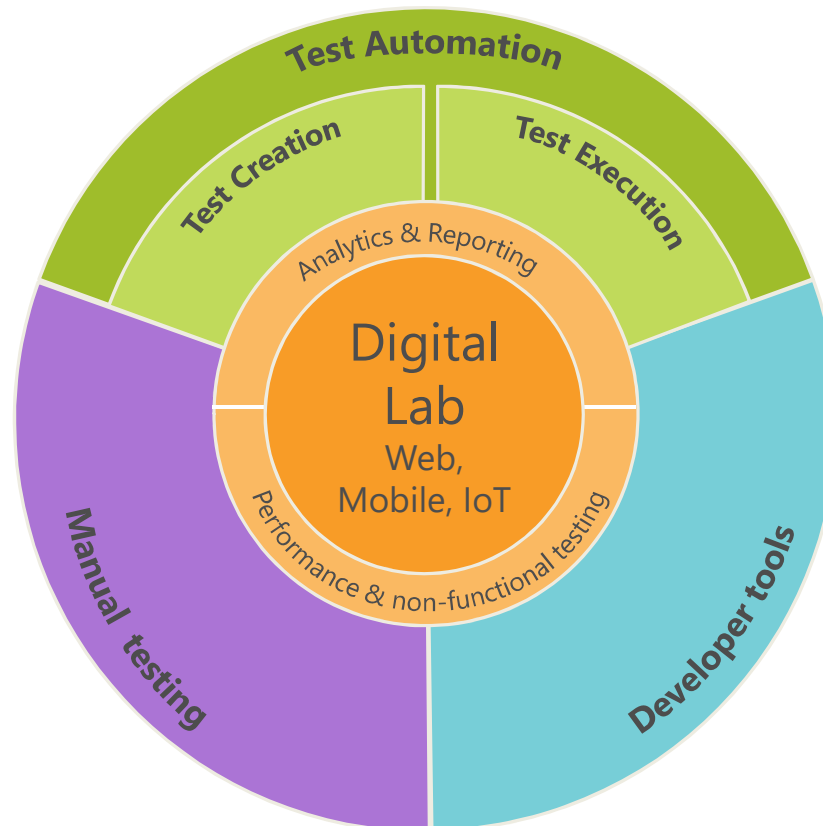 Test Automation
Test Creation
Test Execution
Analytics & Reporting
Digital
Lab
Web,
Mobile, IoT
Performance & non-functional testing
Manual testing
Developer tools